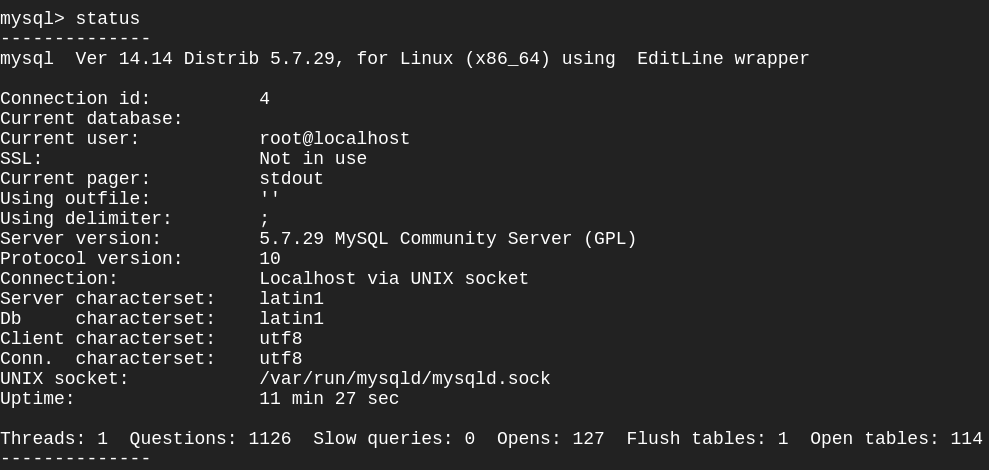 mysql> status
--------------
mysql  Ver 14.14 Distrib 5.7.29, for Linux (x86_64) using  EditLine wrapper

Connection id:          4
Current database:
Current user:           root@localhost
SSL:                    Not in use
Current pager:          stdout
Using outfile:          ''
Using delimiter:        ;
Server version:         5.7.29 MySQL Community Server (GPL)
Protocol version:       10
Connection:             Localhost via UNIX socket
Server characterset:    latin1
Db     characterset:    latin1
Client characterset:    utf8
Conn.  characterset:    utf8
UNIX socket:            /var/run/mysqld/mysqld.sock
Uptime:                 11 min 27 sec

Threads: 1  Questions: 1126  Slow queries: 0  Opens: 127  Flush tables: 1  Open tables: 114
--------------